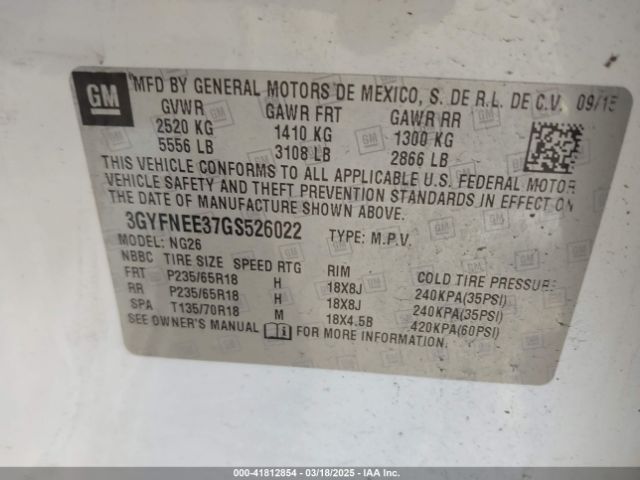 GM
MFD BY GENERAL MOTORS DE MEXICO, S. DE R.L. DE C.V. 09/15
GVWR GAWR FRT GAWR RR
2520 KG 1410 KG 1300 KG
5556 LB 3108 LB 2866 LB
THIS VEHICLE CONFORMS TO ALL APPLICABLE U.S. FEDERAL MOTOR
VEHICLE SAFETY AND THEFT PREVENTION STANDARDS IN EFFECT ON
THE DATE OF MANUFACTURE SHOWN ABOVE.
3GYFNEE37GS526022 TYPE: M.P.V.
MODEL: NG26
NBBC TIRE SIZE SPEED RTG RIM COLD TIRE PRESSURE
FRT P235/65R18 H 18X8J 240KPA(35PSI)
RR P235/65R18 H 18X8J 240KPA(35PSI)
SPA T135/70R18 M 18X4.5B 420KPA(60PSI)
SEE OWNER'S MANUAL FOR MORE INFORMATION.
000-41812854 | 03/18/2025 | IAA Inc.